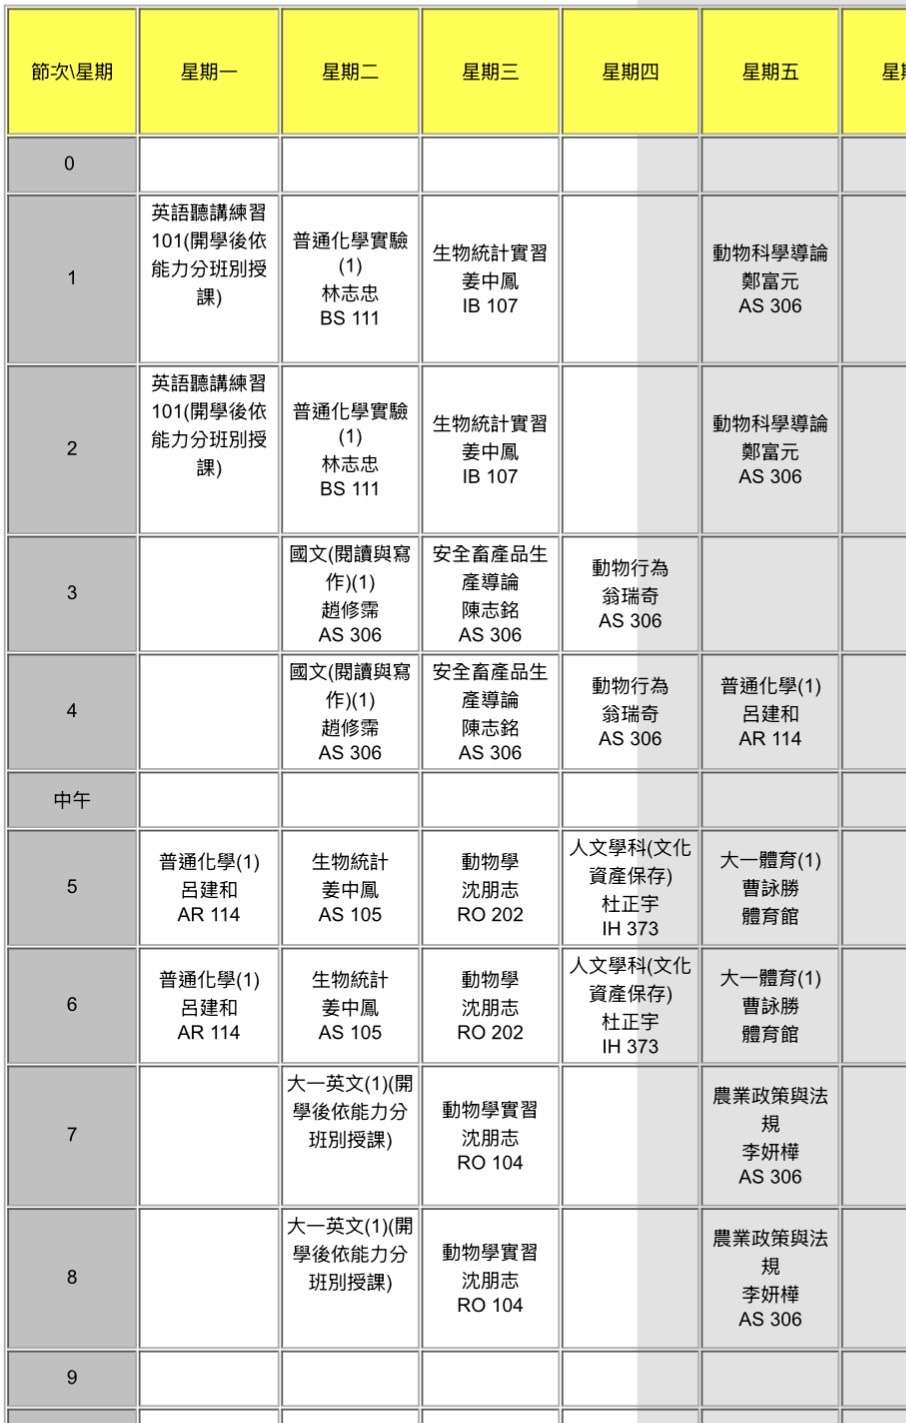 節次\星期 星期一 星期二 星期三 星期四 星期五
0
1
英語聽講練習
101(開學後依
能力分班別授
課)
普通化學實驗
(1)
林志忠
BS 111
生物統計實習
姜中鳳
IB 107
動物科學導論
鄭富元
AS 306
2
英語聽講練習
101(開學後依
能力分班別授
課)
普通化學實驗
(1)
林志忠
BS 111
生物統計實習
姜中鳳
IB 107
動物科學導論
鄭富元
AS 306
3
國文(閱讀與寫
作)(1)
趙修霈
AS 306
安全畜產品生
產導論
陳志銘
AS 306
動物行為
翁瑞奇
AS 306
4
國文(閱讀與寫
作)(1)
趙修霈
AS 306
安全畜產品生
產導論
陳志銘
AS 306
動物行為
翁瑞奇
AS 306
普通化學(1)
呂建和
AR 114
中午
5
普通化學(1)
呂建和
AR 114
生物統計
姜中鳳
AS 105
動物學
沈朋志
RO 202
人文學科(文化
資產保存)
杜正宇
IH 373
大一體育(1)
曹詠勝
體育館
6
普通化學(1)
呂建和
AR 114
生物統計
姜中鳳
AS 105
動物學
沈朋志
RO 202
人文學科(文化
資產保存)
杜正宇
IH 373
大一體育(1)
曹詠勝
體育館
7
大一英文(1)(開
學後依能力分
班別授課)
動物學實習
沈朋志
RO 104
農業政策與法
規
李妍樺
AS 306
8
大一英文(1)(開
學後依能力分
班別授課)
動物學實習
沈朋志
RO 104
農業政策與法
規
李妍樺
AS 306
9